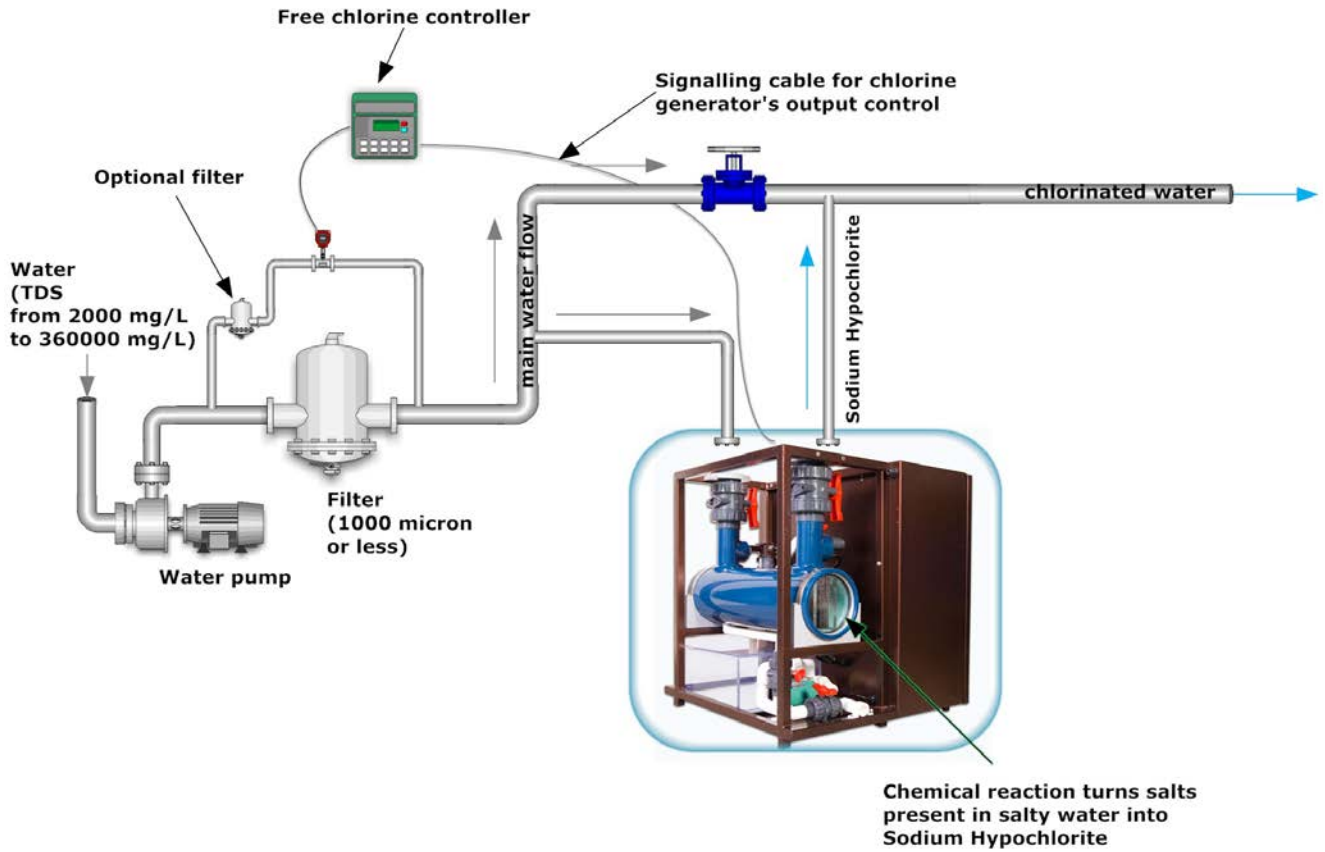 Free chlorine controller
Signalling cable for chlorine
generator's output control
Optional filter
chlorinated water
Water
(TDS
from 2000 mg/L
to 360000 mg/L)
main water flow
Sodium Hypochlorite
Filter
(1000 micron
or less)
Water pump
Chemical reaction turns salts
present in salty water into
Sodium Hypochlorite